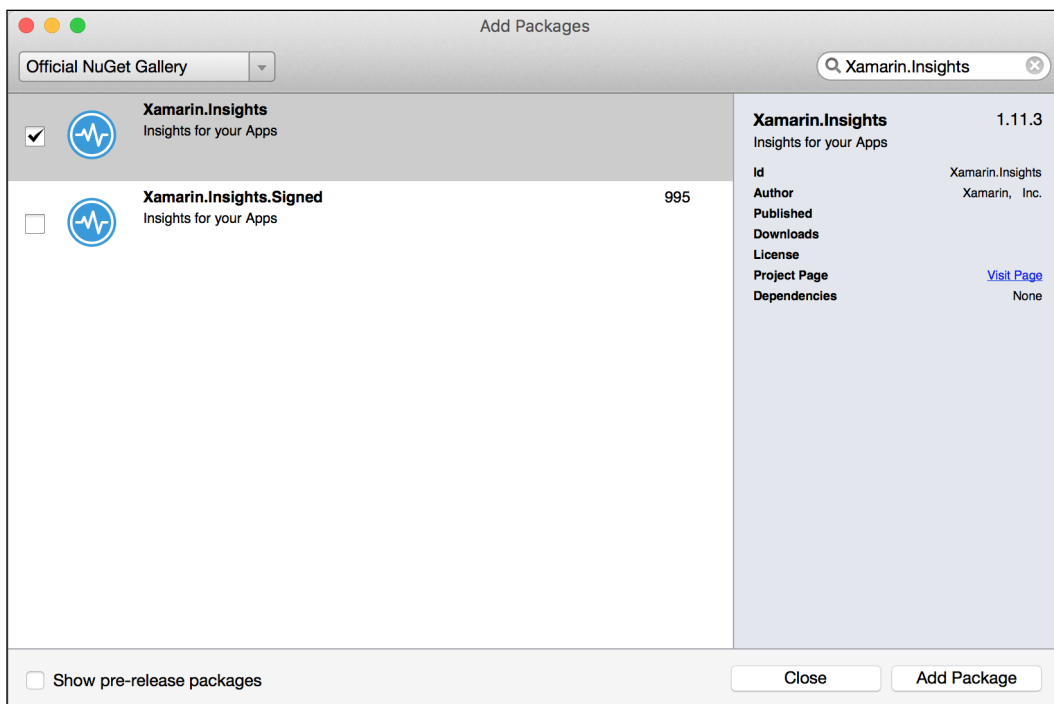 Add Packages
Official NuGet Gallery
Xamarin.Insights
Xamarin.Insights
Insights for your Apps
Xamarin.Insights.Signed 995
Insights for your Apps
Xamarin.Insights 1.11.3
Insights for your Apps
Id Xamarin.Insights
Author Xamarin, Inc.
Published
Downloads
License
Project Page Visit Page
Dependencies None
Show pre-release packages
Close
Add Package